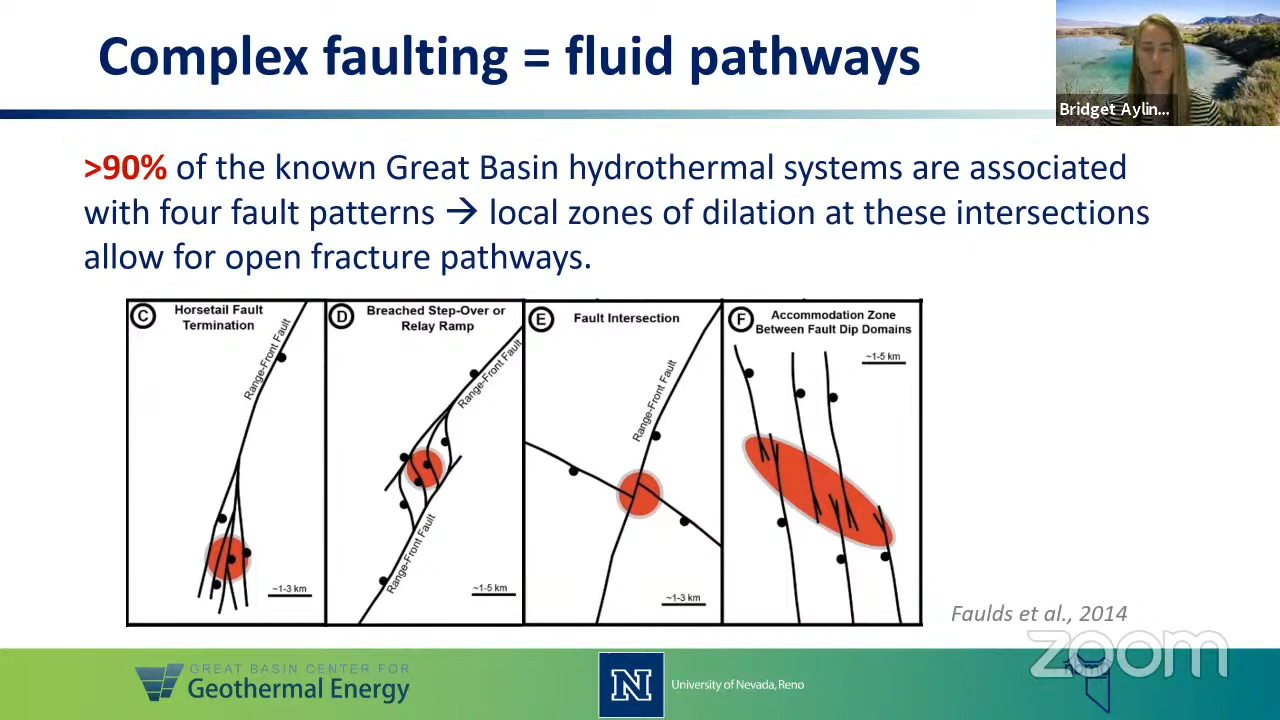 Complex faulting = fluid pathways
Bridget Aylin...
>90% of the known Great Basin hydrothermal systems are associated
with four fault patterns → local zones of dilation at these intersections
allow for open fracture pathways.
C
Horsetail Fault
Termination
Range-Front Fault
~1-3 km
D
Breached Step-Over or
Relay Ramp
Range-Front Fault
Range-Front Fault
~1-5 km
E
Fault Intersection
Range-Front Fault
~1-3 km
F
Accommodation Zone
Between Fault Dip Domains
~1-5 km
Faulds et al., 2014
zoom
GREAT BASIN CENTER FOR
Geothermal Energy
N
University of Nevada, Reno